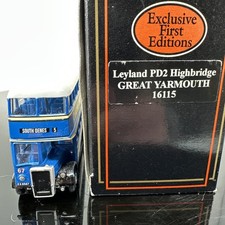 Exclusive
First
Editions
Leyland PD2 Highbridge
GREAT YARMOUTH
16115
SOUTH DENES
67